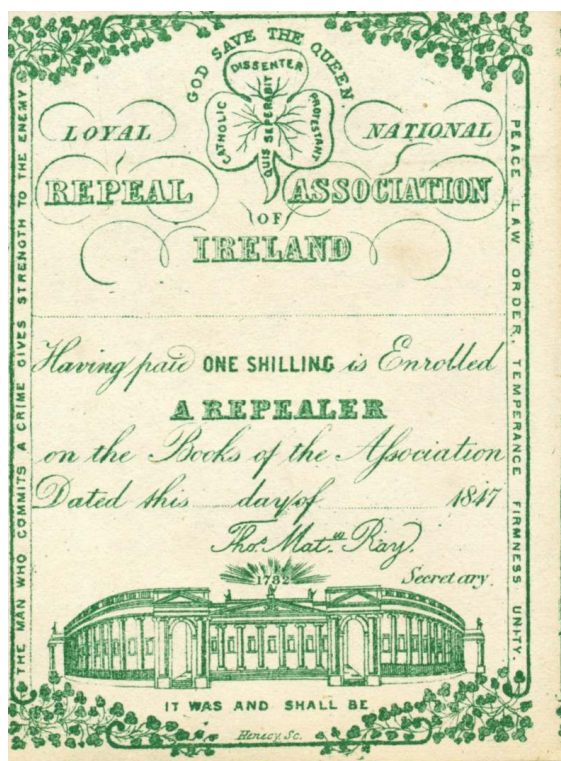 GOD SAVE THE QUEEN.
DISSENTER
CATHOLIC
QUIS SEPERABIT
PROTESTANT
LOYAL NATIONAL
REPEAL ASSOCIATION
OF
IRELAND
THE MAN WHO COMMITS A CRIME GIVES STRENGTH TO THE ENEMY
PEACE LAW ORDER, TEMPERANCE FIRMNESS UNITY.
Having paid ONE SHILLING is Enrolled
A REPEALER
on the Books of the Association
Dated this day of 1847
Thos. Matw. Ray.
Secretary.
1782
IT WAS AND SHALL BE
Henecy Sc.